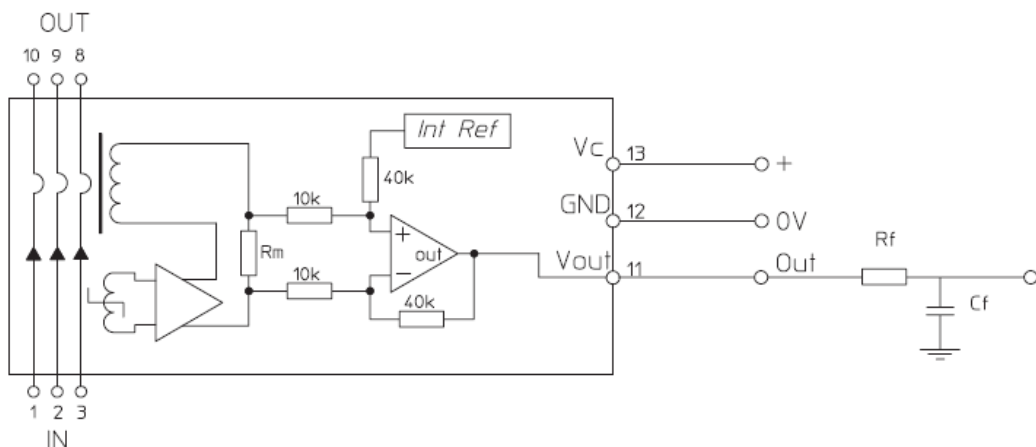 OUT
10 9 8
Int Ref
Vc 13 +
40k
10k
GND 12 0V
+
out
Rm
Rf
Vout 11 Out
10k
−
40k
Cf
1 2 3
IN